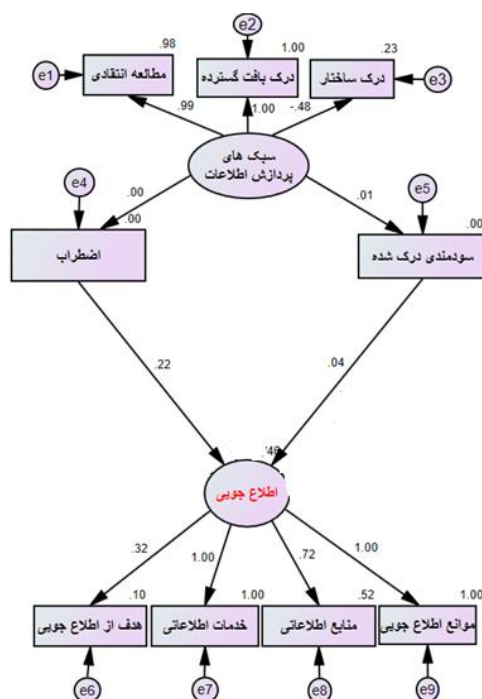 e2
.98
1.00
.23
e1
مطالعه انتقادی
درک بافت گسترده
درک ساختار
e3
.99
1.00
-.48
سبک های
پردازش اطلاعات
e4
e5
.00
.01
.00
.00
اضطراب
سودمندی درک شده
.22
.04
.46
اطلاع جویی
.32
1.00
.72
1.00
.10
1.00
.52
1.00
هدف از اطلاع جویی
خدمات اطلاعاتی
منابع اطلاعاتی
موانع اطلاع جویی
e6
e7
e8
e9